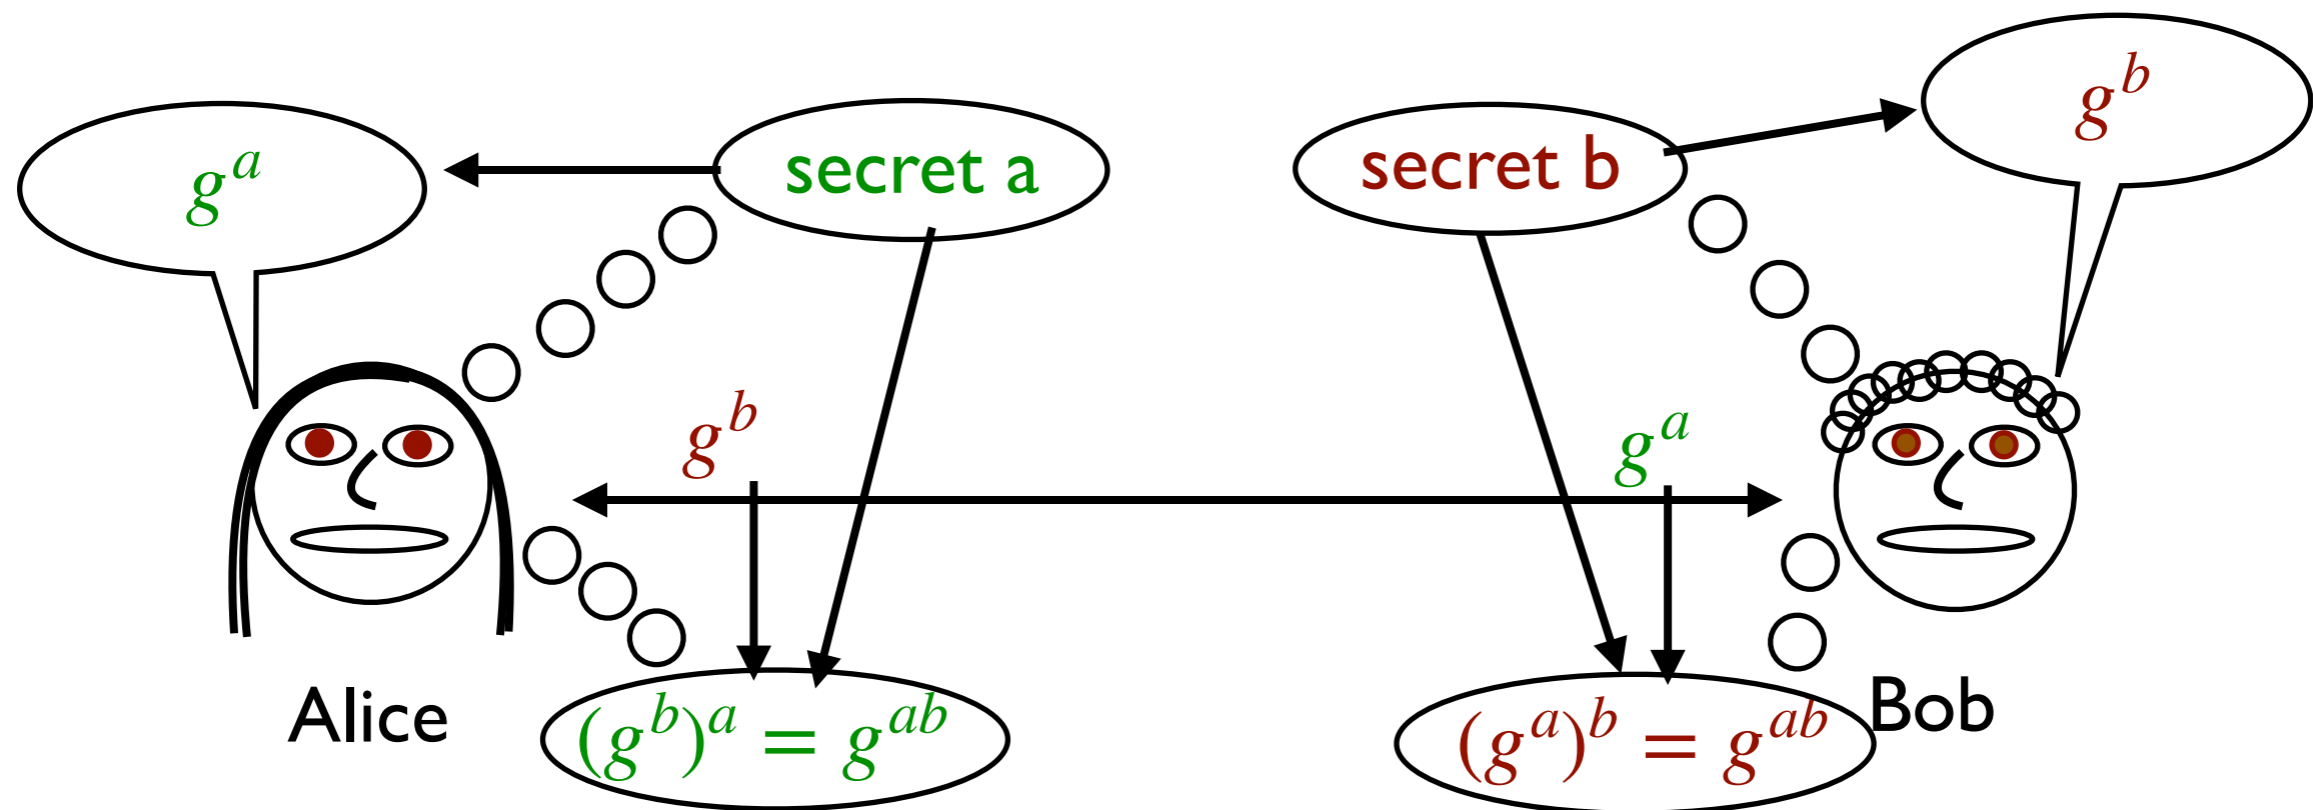 g^a
secret a
secret b
g^b
g^b
g^a
Alice
(g^b)^a = g^{ab}
(g^a)^b = g^{ab}
Bob